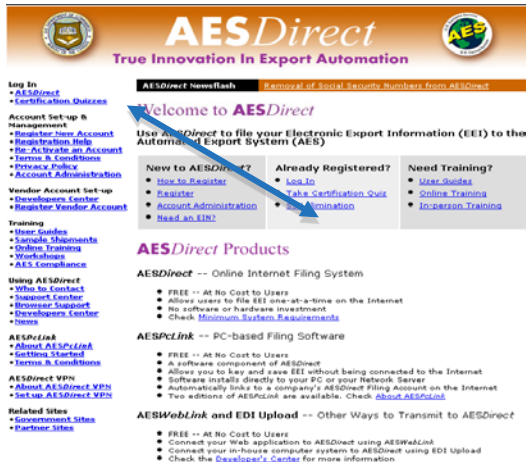 AESDirect
True Innovation In Export Automation
AES
Log In
• AESDirect
• Certification Quizzes
Account Set-up &
Management
• Register New Account
• Registration Help
• Re-Activate an Account
• Terms & Conditions
• Privacy Policy
• Account Administration
Vendor Account Set-up
• Developers Center
• Register Vendor Account
Training
• User Guides
• Sample Shipments
• Online Training
• Workshops
• AES Compliance
Using AESDirect
• Who to Contact
• Support Center
• Browser Support
• Developers Center
• News
AESPcLink
• About AESPcLink
• Getting Started
• Terms & Conditions
AESDirect VPN
• About AESDirect VPN
• Set up AESDirect VPN
Related Sites
• Government Sites
• Partner Sites
AESDirect Newsflash
Removal of Social Security Numbers from AESDirect
Welcome to AESDirect
Use AESDirect to file your Electronic Export Information (EEI) to the
Automated Export System (AES)
New to AESDirect?
• How to Register
• Register
• Account Administration
• Need an EIN?
Already Registered?
• Log In
• Take Certification Quiz
Need Training?
• User Guides
• Online Training
• In-person Training
AESDirect Products
AESDirect -- Online Internet Filing System
• FREE -- At No Cost to Users
• Allows users to file EEI one-at-a-time on the Internet
• No software or hardware investment
• Check Minimum System Requirements
AESPcLink -- PC-based Filing Software
• FREE -- At No Cost to Users
• A software component of AESDirect
• Allows you to key and save EEI without being connected to the Internet
• Software installs directly to your PC or your Network Server
• Automatically links to a company's AESDirect Filing Account on the Internet
• Two editions of AESPcLink are available. Check About AESPcLink
AESWebLink and EDI Upload -- Other Ways to Transmit to AESDirect
• FREE -- At No Cost to Users
• Connect your Web application to AESDirect using AESWebLink
• Connect your in-house computer system to AESDirect using EDI Upload
• Check the Developer's Center for more information